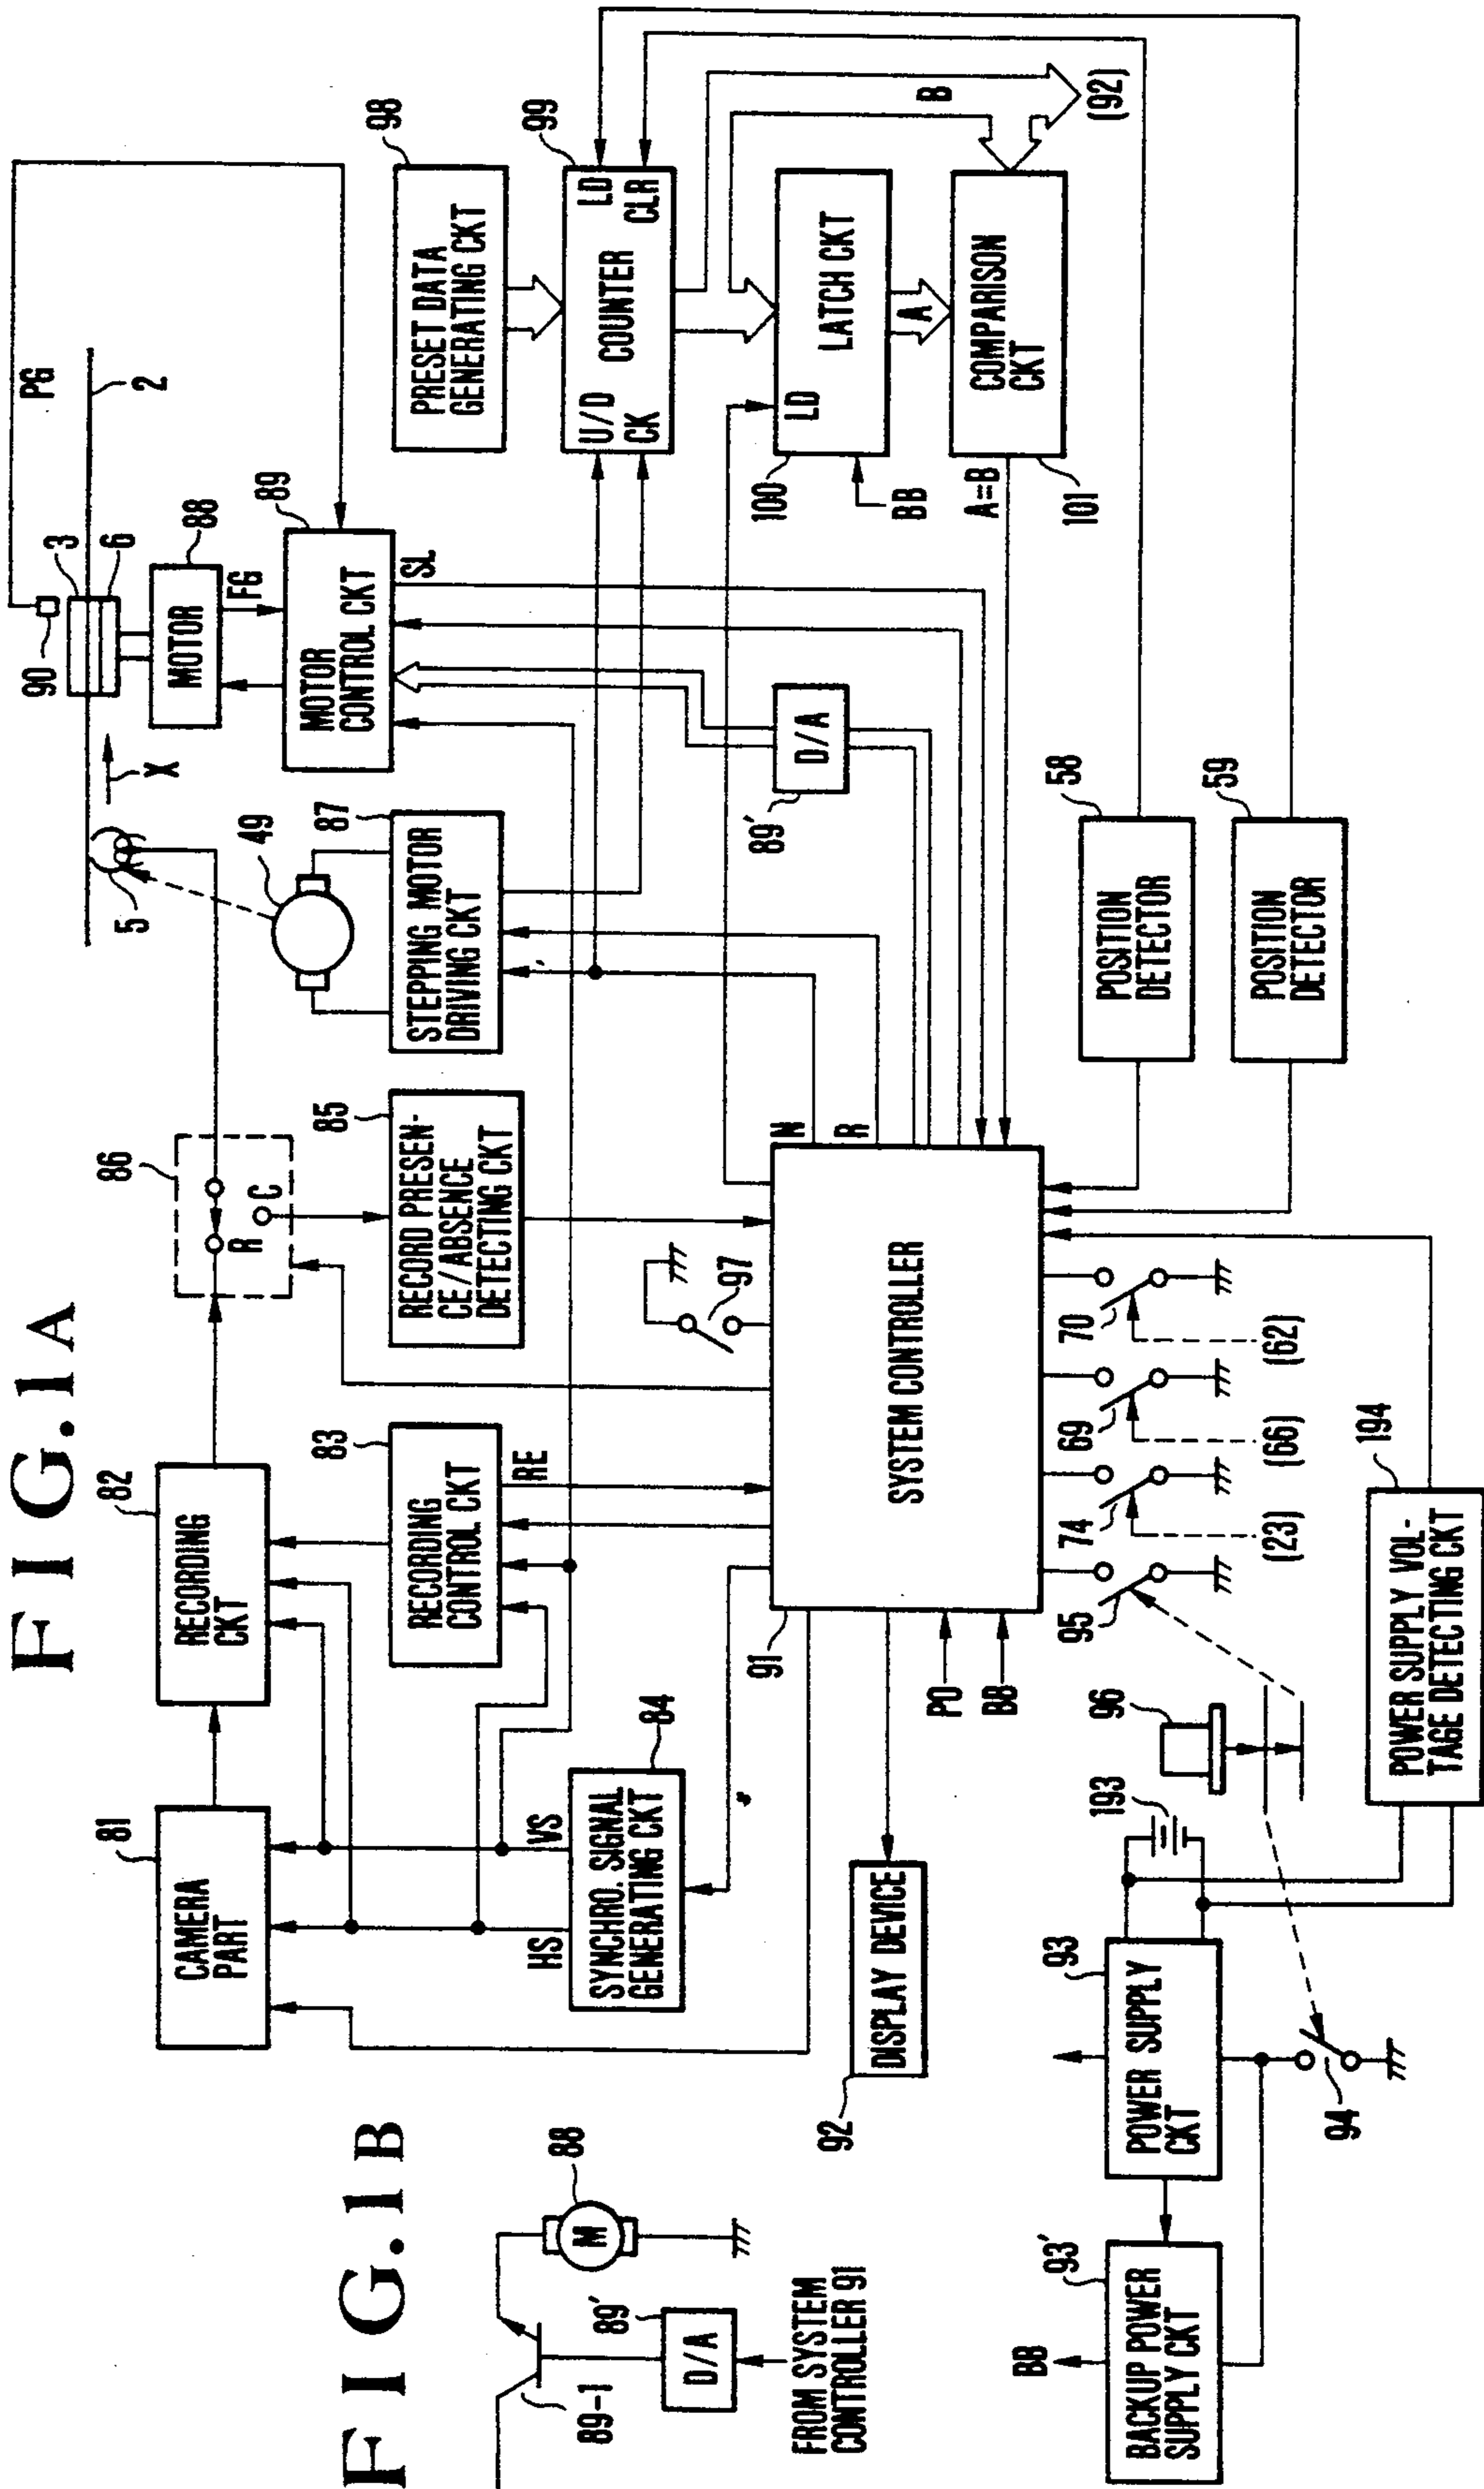 FIG.1A
81
CAMERA
PART
82
RECORDING
CKT
86
R
C
5
X
90
3
6
PG
2
88
MOTOR
FG
HS
VS
83
RECORDING
CONTROL CKT
RE
85
RECORD PRESEN-
CE/ABSENCE
DETECTING CKT
49
87
STEPPING MOTOR
DRIVING CKT
89
MOTOR
CONTROL CKT
SL
98
PRESET DATA
GENERATING CKT
84
SYNCHRO. SIGNAL
GENERATING CKT
99
U/D
CK
COUNTER
LD
CLR
97
89'
D/A
100
LD
LATCH CKT
BB
A
B
(92)
92
DISPLAY DEVICE
91
SYSTEM CONTROLLER
N
R
PO
BB
A=B
101
COMPARISON
CKT
95
74
69
70
(23)
(66)
(62)
58
POSITION
DETECTOR
59
POSITION
DETECTOR
96
193
93
POWER SUPPLY
CKT
94
194
POWER SUPPLY VOL-
TAGE DETECTING CKT
93'
BACKUP POWER
SUPPLY CKT
BB
FIG.1B
89-1
88
M
89'
D/A
FROM SYSTEM
CONTROLLER 91